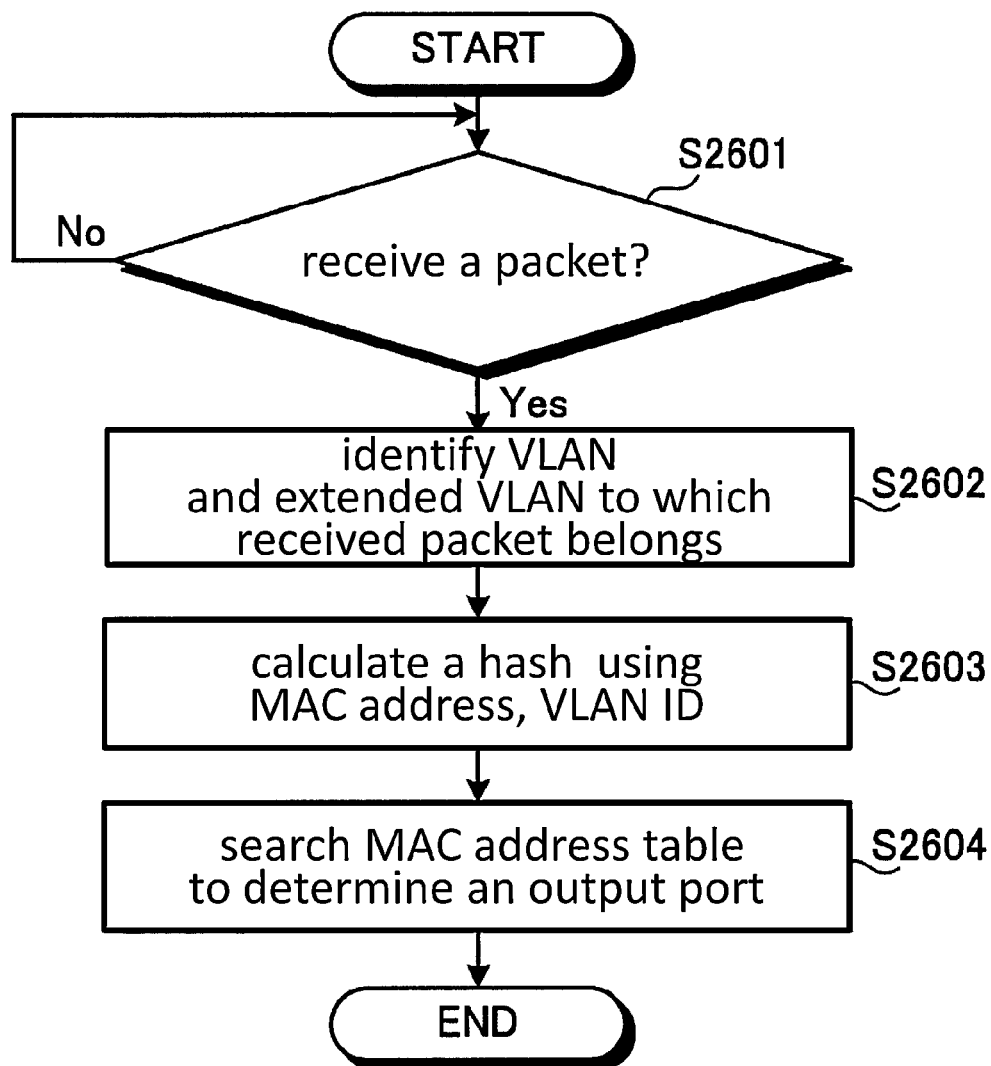 START
S2601
No
receive a packet?
Yes
identify VLAN
and extended VLAN to which
received packet belongs
S2602
calculate a hash using
MAC address, VLAN ID
S2603
search MAC address table
to determine an output port
S2604
END